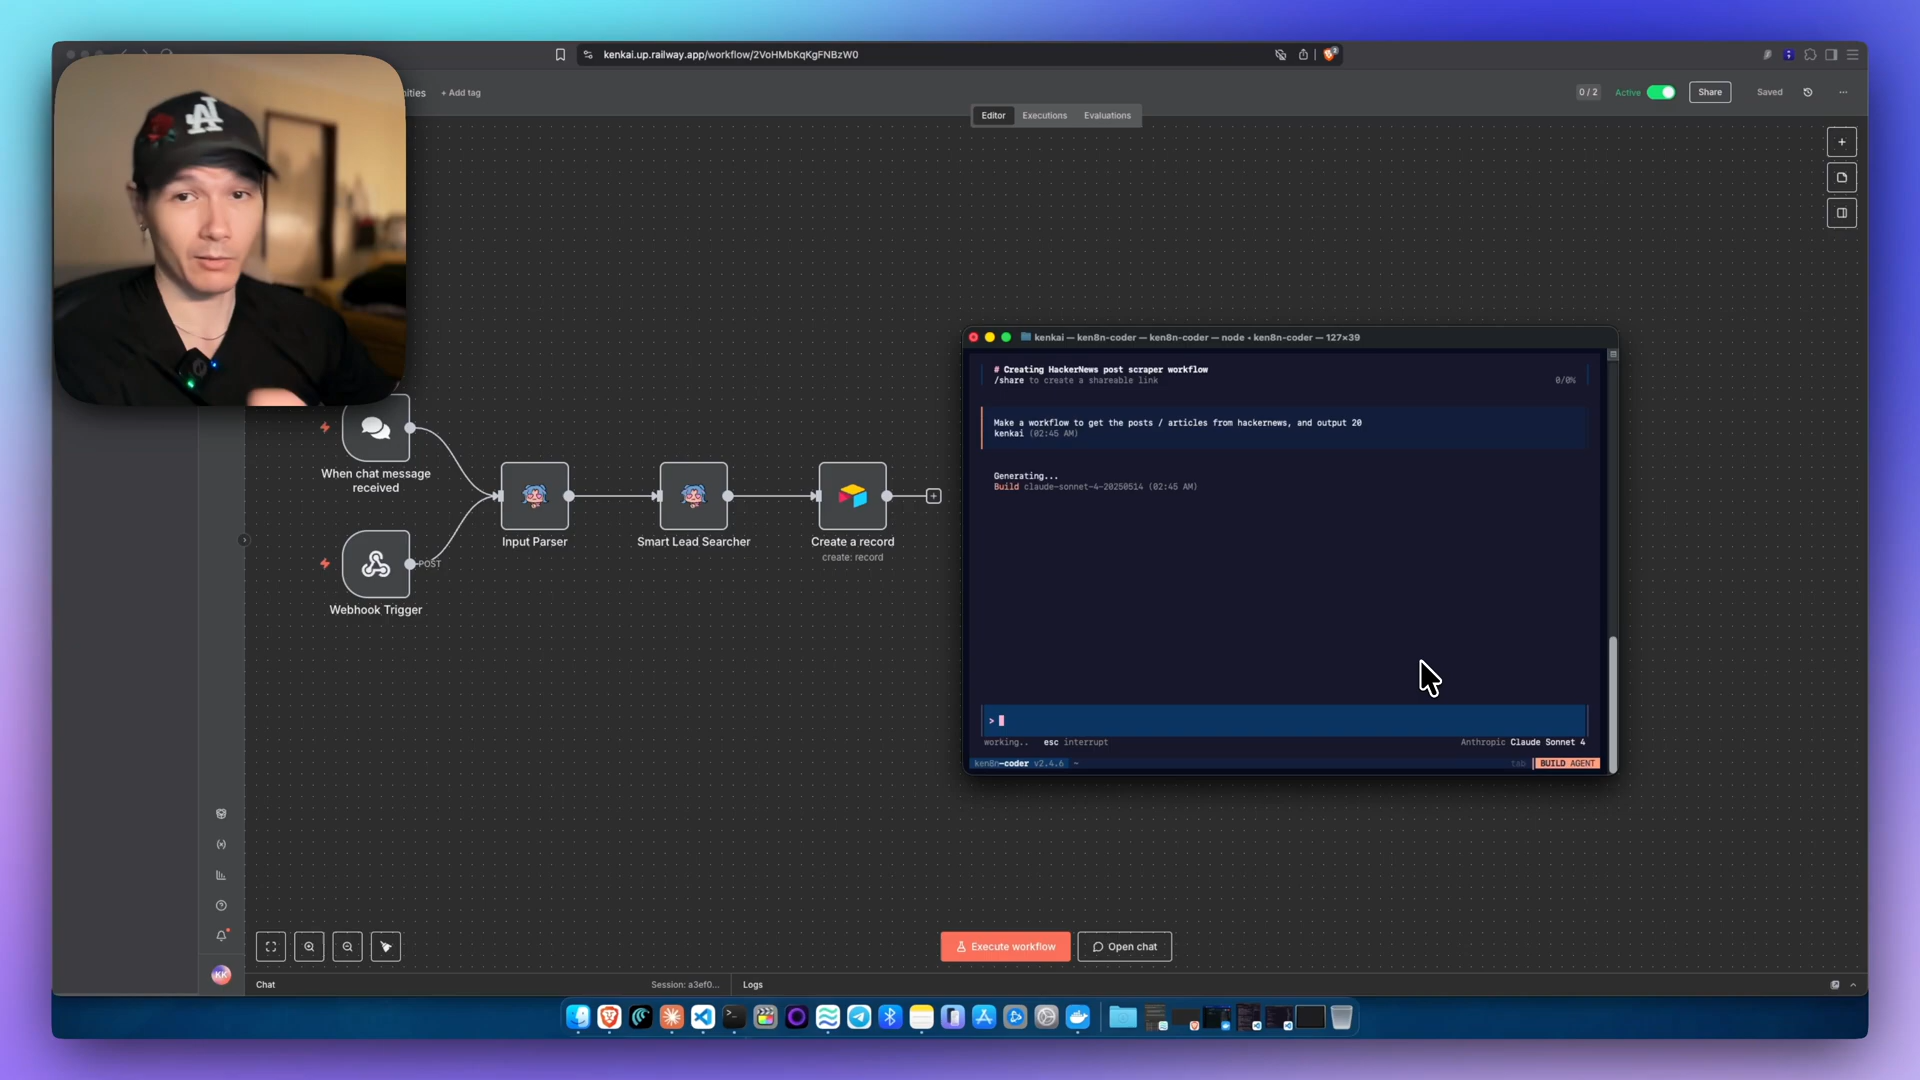 kenkai.up.railway.app/workflow/2VoHMbKqKgFNBzW0
+ Add tag
0 / 2
Active
Share
Saved
Editor
Executions
Evaluations
kenkai — ken8n-coder — ken8n-coder — node ◂ ken8n-coder — 127×39
# Creating HackerNews post scraper workflow
/share to create a shareable link
0/0%
Make a workflow to get the posts / articles from hackernews, and output 20
kenkai (02:45 AM)
Generating...
Build claude-sonnet-4-20250514 (02:45 AM)
>
working.. esc interrupt
Anthropic Claude Sonnet 4
ken8n-coder v2.4.6 ~
tab
BUILD AGENT
When chat message
received
POST
Webhook Trigger
Input Parser
Smart Lead Searcher
Create a record
create: record
KK
Execute workflow
Open chat
Chat
Session: a3ef0...
Logs